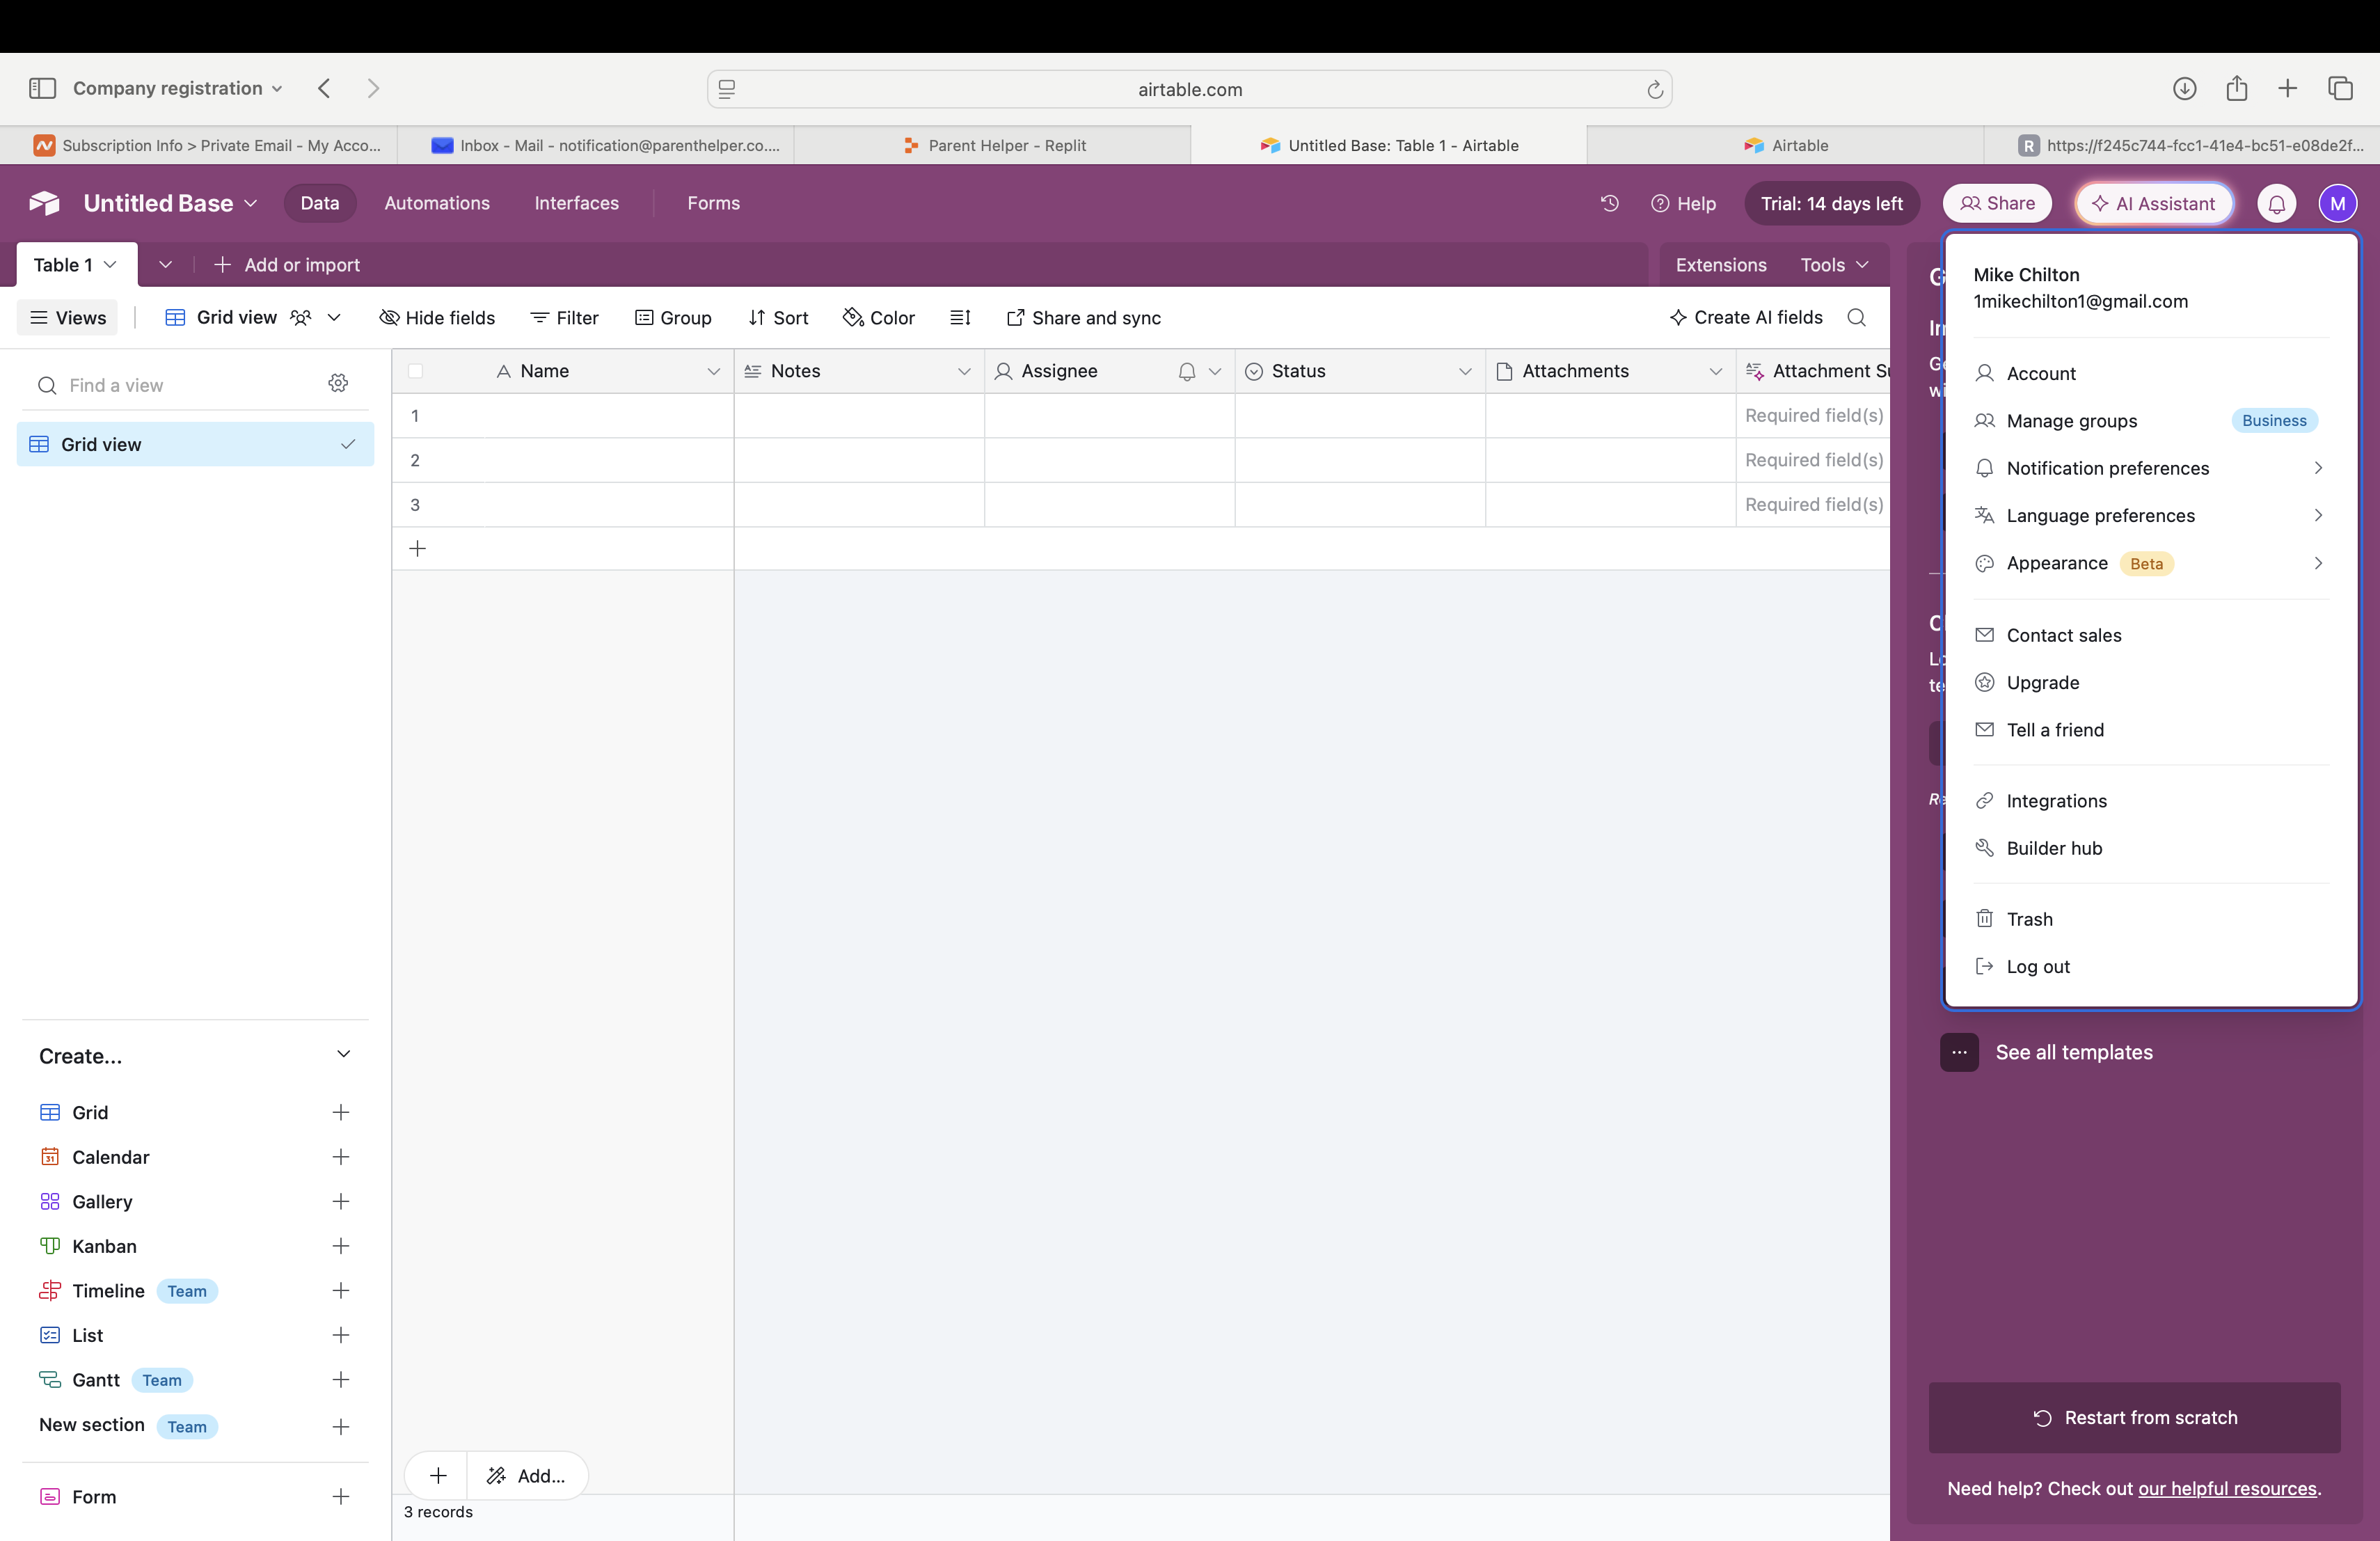 Company registration
airtable.com
Subscription Info > Private Email - My Acco...
Inbox - Mail - notification@parenthelper.co....
Parent Helper - Replit
Untitled Base: Table 1 - Airtable
Airtable
R
https://f245c744-fcc1-41e4-bc51-e08de2f...
Untitled Base
Data
Automations
Interfaces
Forms
Help
Trial: 14 days left
Share
AI Assistant
M
Table 1
Add or import
Extensions
Tools
Views
Grid view
Hide fields
Filter
Group
Sort
Color
Share and sync
Create AI fields
Find a view
Grid view
Name
Notes
Assignee
Status
Attachments
Attachment Su
1
Required field(s)
2
Required field(s)
3
Required field(s)
Mike Chilton
1mikechilton1@gmail.com
Account
Manage groups
Business
Notification preferences
Language preferences
Appearance
Beta
Contact sales
Upgrade
Tell a friend
Integrations
Builder hub
Trash
Log out
See all templates
Create...
Grid
31
Calendar
Gallery
Kanban
Timeline
Team
List
Gantt
Team
New section
Team
Form
Add...
3 records
Restart from scratch
Need help? Check out our helpful resources.